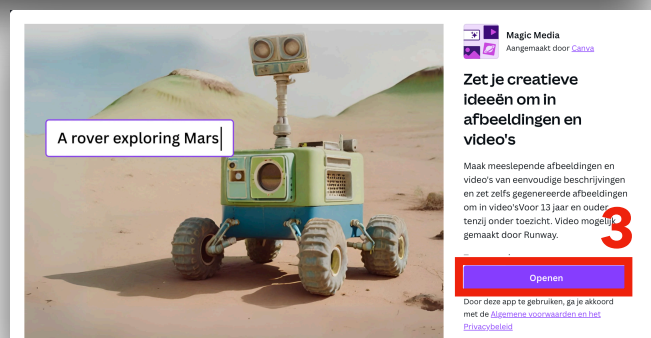 A rover exploring Mars
Magic Media
Aangemaakt door Canva
Zet je creatieve
ideeën om in
afbeeldingen en
video's
Maak meeslepende afbeeldingen en
video's van eenvoudige beschrijvingen
en zet zelfs gegenereerde afbeeldingen
om in video'sVoor 13 jaar en ouder,
tenzij onder toezicht. Video mogelijk
gemaakt door Runway.
3
Openen
Door deze app te gebruiken, ga je akkoord
met de Algemene voorwaarden en het
Privacybeleid